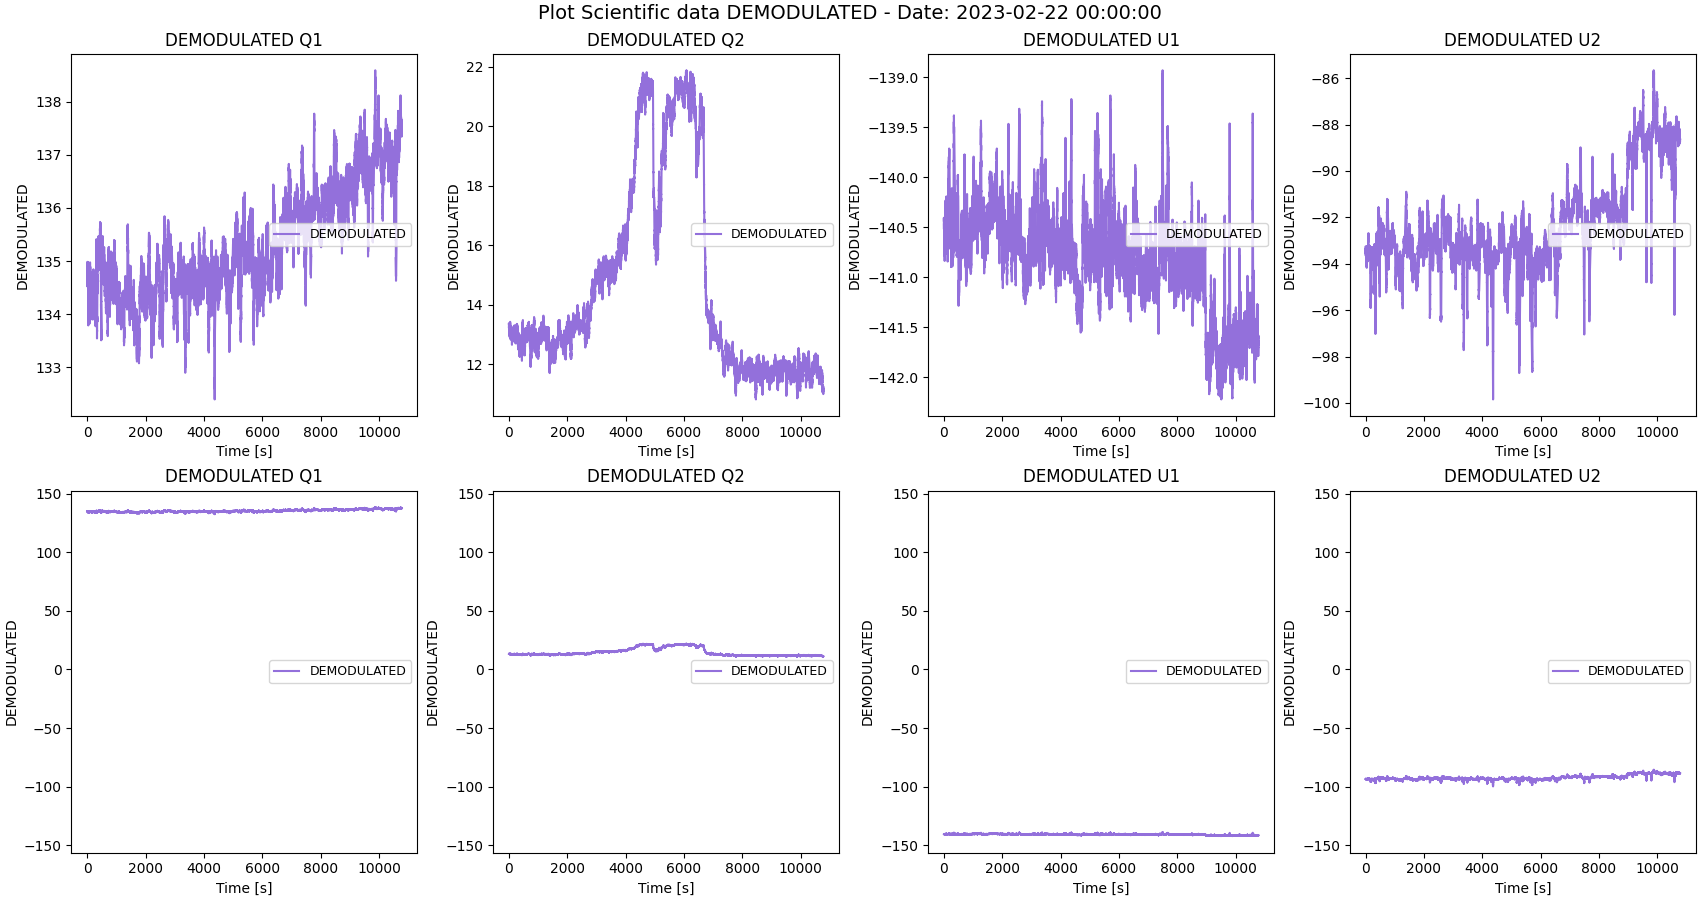 Plot Scientific data DEMODULATED - Date: 2023-02-22 00:00:00
DEMODULATED Q1
DEMODULATED
138
137
136
135
134
133
0 2000 4000 6000 8000 10000
Time [s]
DEMODULATED
DEMODULATED Q2
DEMODULATED
22
20
18
16
14
12
0 2000 4000 6000 8000 10000
Time [s]
DEMODULATED
DEMODULATED U1
DEMODULATED
−139.0
−139.5
−140.0
−140.5
−141.0
−141.5
−142.0
0 2000 4000 6000 8000 10000
Time [s]
DEMODULATED
DEMODULATED U2
DEMODULATED
−86
−88
−90
−92
−94
−96
−98
−100
0 2000 4000 6000 8000 10000
Time [s]
DEMODULATED
DEMODULATED Q1
DEMODULATED
150
100
50
0
−50
−100
−150
0 2000 4000 6000 8000 10000
Time [s]
DEMODULATED
DEMODULATED Q2
DEMODULATED
150
100
50
0
−50
−100
−150
0 2000 4000 6000 8000 10000
Time [s]
DEMODULATED
DEMODULATED U1
DEMODULATED
150
100
50
0
−50
−100
−150
0 2000 4000 6000 8000 10000
Time [s]
DEMODULATED
DEMODULATED U2
DEMODULATED
150
100
50
0
−50
−100
−150
0 2000 4000 6000 8000 10000
Time [s]
DEMODULATED